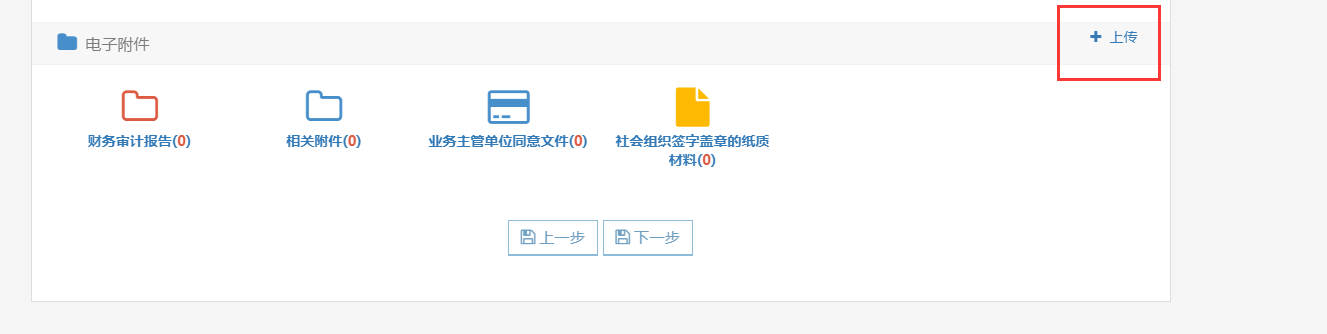 电子附件
上传
财务审计报告(0)
相关附件(0)
业务主管单位同意文件(0)
社会组织签字盖章的纸质
材料(0)
上一步
下一步